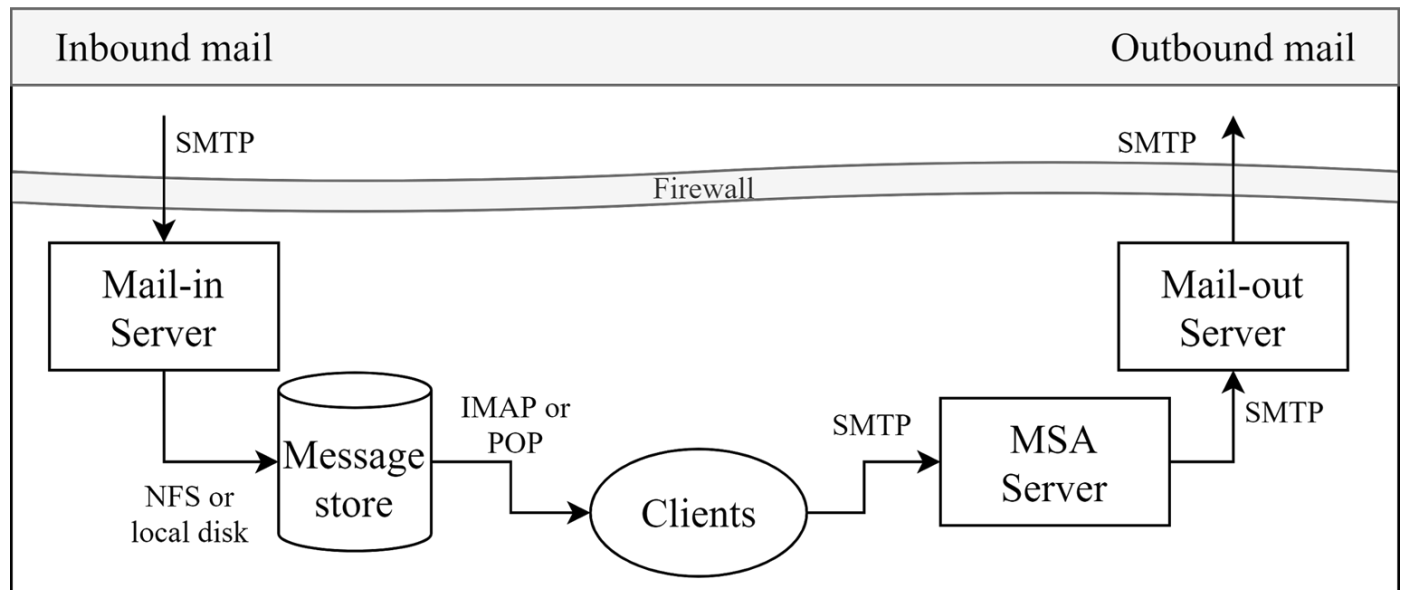 Inbound mail
Outbound mail
SMTP
SMTP
Firewall
Mail-in
Server
Mail-out
Server
Message
store
IMAP or
POP
SMTP
MSA
Server
SMTP
NFS or
local disk
Clients